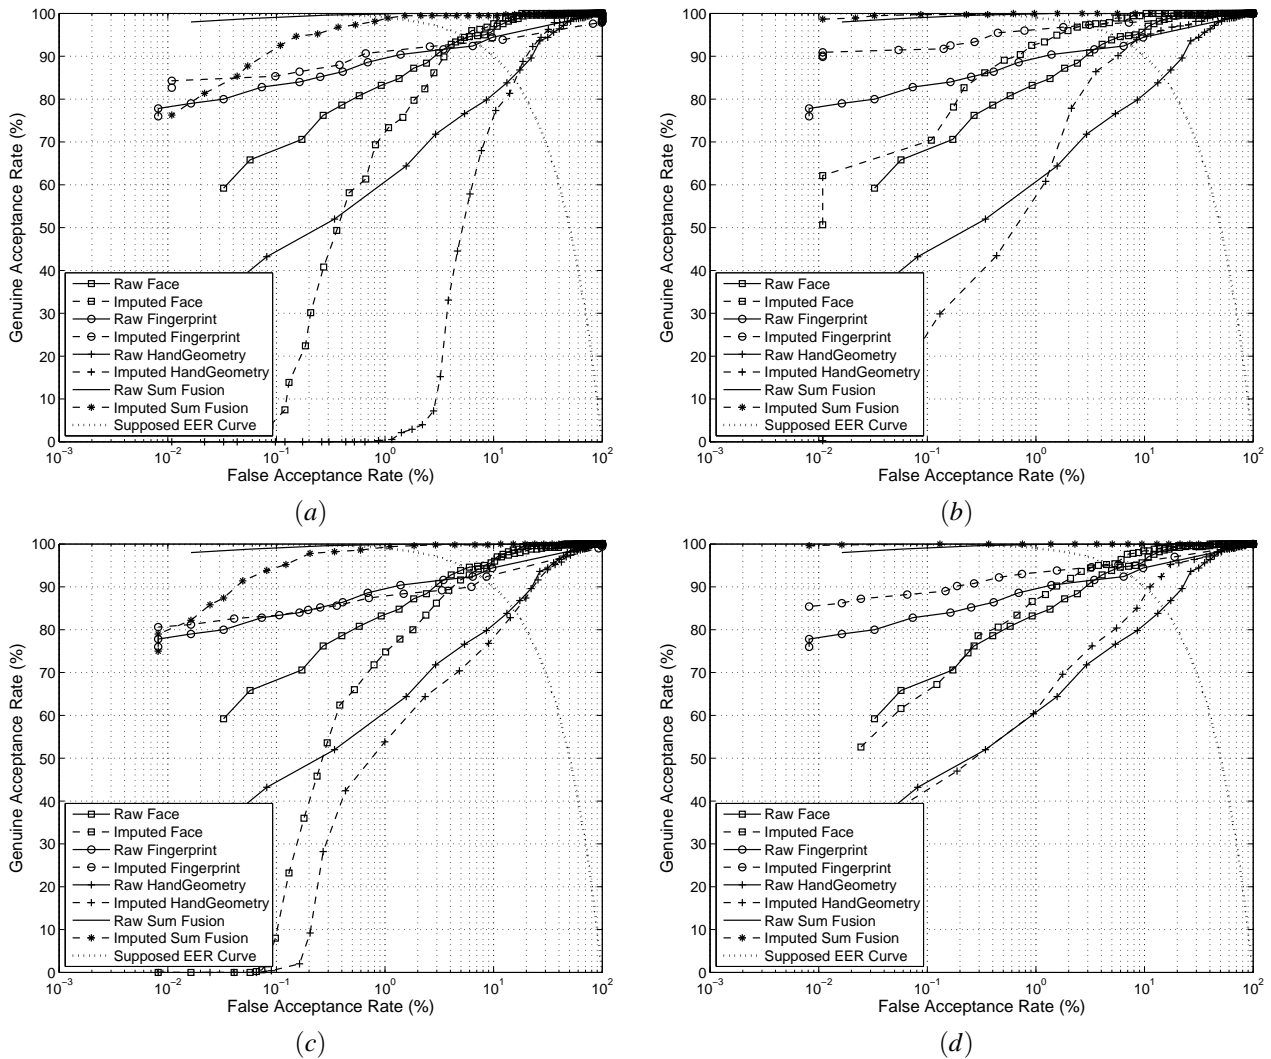 100
90
80
70
60
50
40
30
20
10
0
Genuine Acceptance Rate (%)
Raw Face
Imputed Face
Raw Fingerprint
Imputed Fingerprint
Raw HandGeometry
Imputed HandGeometry
Raw Sum Fusion
Imputed Sum Fusion
Supposed EER Curve
10^−3 10^−2 10^−1 10^0 10^1 10^2
False Acceptance Rate (%)
(a)
100
90
80
70
60
50
40
30
20
10
0
Genuine Acceptance Rate (%)
Raw Face
Imputed Face
Raw Fingerprint
Imputed Fingerprint
Raw HandGeometry
Imputed HandGeometry
Raw Sum Fusion
Imputed Sum Fusion
Supposed EER Curve
10^−3 10^−2 10^−1 10^0 10^1 10^2
False Acceptance Rate (%)
(b)
100
90
80
70
60
50
40
30
20
10
0
Genuine Acceptance Rate (%)
Raw Face
Imputed Face
Raw Fingerprint
Imputed Fingerprint
Raw HandGeometry
Imputed HandGeometry
Raw Sum Fusion
Imputed Sum Fusion
Supposed EER Curve
10^−3 10^−2 10^−1 10^0 10^1 10^2
False Acceptance Rate (%)
(c)
100
90
80
70
60
50
40
30
20
10
0
Genuine Acceptance Rate (%)
Raw Face
Imputed Face
Raw Fingerprint
Imputed Fingerprint
Raw HandGeometry
Imputed HandGeometry
Raw Sum Fusion
Imputed Sum Fusion
Supposed EER Curve
10^−3 10^−2 10^−1 10^0 10^1 10^2
False Acceptance Rate (%)
(d)